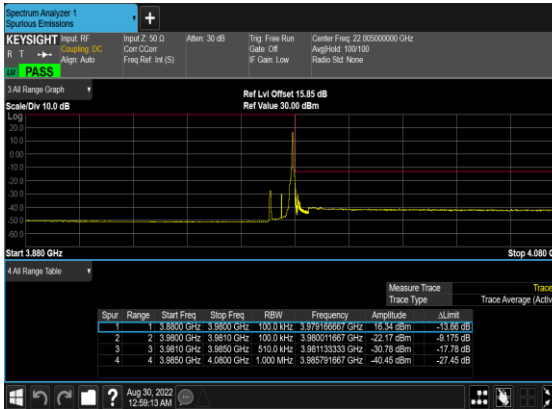 Spectrum Analyzer 1
Spurious Emissions
KEYSIGHT Input: RF Input Z: 50 Ω Atten: 30 dB Trig: Free Run Center Freq: 22.005000000 GHz
R T Coupling: DC Corr CCorr Gate: Off Avg|Hold: 100/100
Align: Auto Freq Ref: Int (S) IF Gain: Low Radio Std: None
LW PASS
3 All Range Graph Ref Lvl Offset 15.85 dB
Scale/Div 10.0 dB Ref Value 30.00 dBm
Log
20.0
10.0
0.00
-10.0
-20.0
-30.0
-40.0
-50.0
-60.0
Start 3.880 GHz Stop 4.080 G
4 All Range Table
Measure Trace Trace
Trace Type Trace Average (Activ
Spur Range Start Freq Stop Freq RBW Frequency Amplitude ΔLimit
1 1 3.8800 GHz 3.9800 GHz 100.0 kHz 3.979166667 GHz 16.34 dBm -13.66 dB
2 2 3.9800 GHz 3.9810 GHz 100.0 kHz 3.980011667 GHz -22.17 dBm -9.175 dB
3 3 3.9810 GHz 3.9850 GHz 510.0 kHz 3.981133333 GHz -30.78 dBm -17.78 dB
4 4 3.9850 GHz 4.0800 GHz 1.000 MHz 3.985791667 GHz -40.45 dBm -27.45 dB
Aug 30, 2022
12:59:13 AM